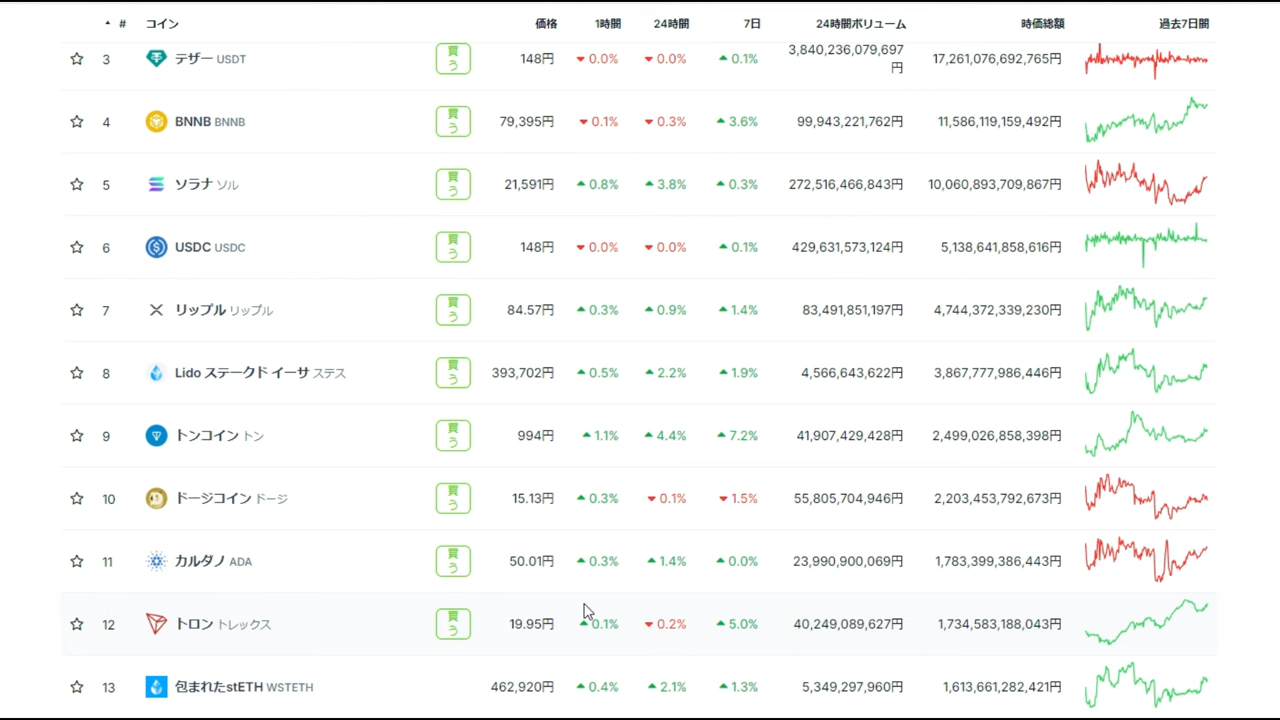 # コイン 価格 1時間 24時間 7日 24時間ボリューム 時価総額 過去7日間
3 テザー USDT 買う 148円 0.0% 0.0% 0.1% 3,840,236,079,697円 17,261,076,692,765円
4 BNNB BNNB 買う 79,395円 0.1% 0.3% 3.6% 99,943,221,762円 11,586,119,159,492円
5 ソラナ ソル 買う 21,591円 0.8% 3.8% 0.3% 272,516,466,843円 10,060,893,709,867円
6 USDC USDC 買う 148円 0.0% 0.0% 0.1% 429,631,573,124円 5,138,641,858,616円
7 リップル リップル 買う 84.57円 0.3% 0.9% 1.4% 83,491,851,197円 4,744,372,339,230円
8 Lido ステークド イーサ ステス 買う 393,702円 0.5% 2.2% 1.9% 4,566,643,622円 3,867,777,986,446円
9 トンコイン トン 買う 994円 1.1% 4.4% 7.2% 41,907,429,428円 2,499,026,858,398円
10 ドージコイン ドージ 買う 15.13円 0.3% 0.1% 1.5% 55,805,704,946円 2,203,453,792,673円
11 カルダノ ADA 買う 50.01円 0.3% 1.4% 0.0% 23,990,900,069円 1,783,399,386,443円
12 トロン トレックス 買う 19.95円 0.1% 0.2% 5.0% 40,249,089,627円 1,734,583,188,043円
13 包まれたstETH WSTETH 買う 462,920円 0.4% 2.1% 1.3% 5,349,297,960円 1,613,661,282,421円